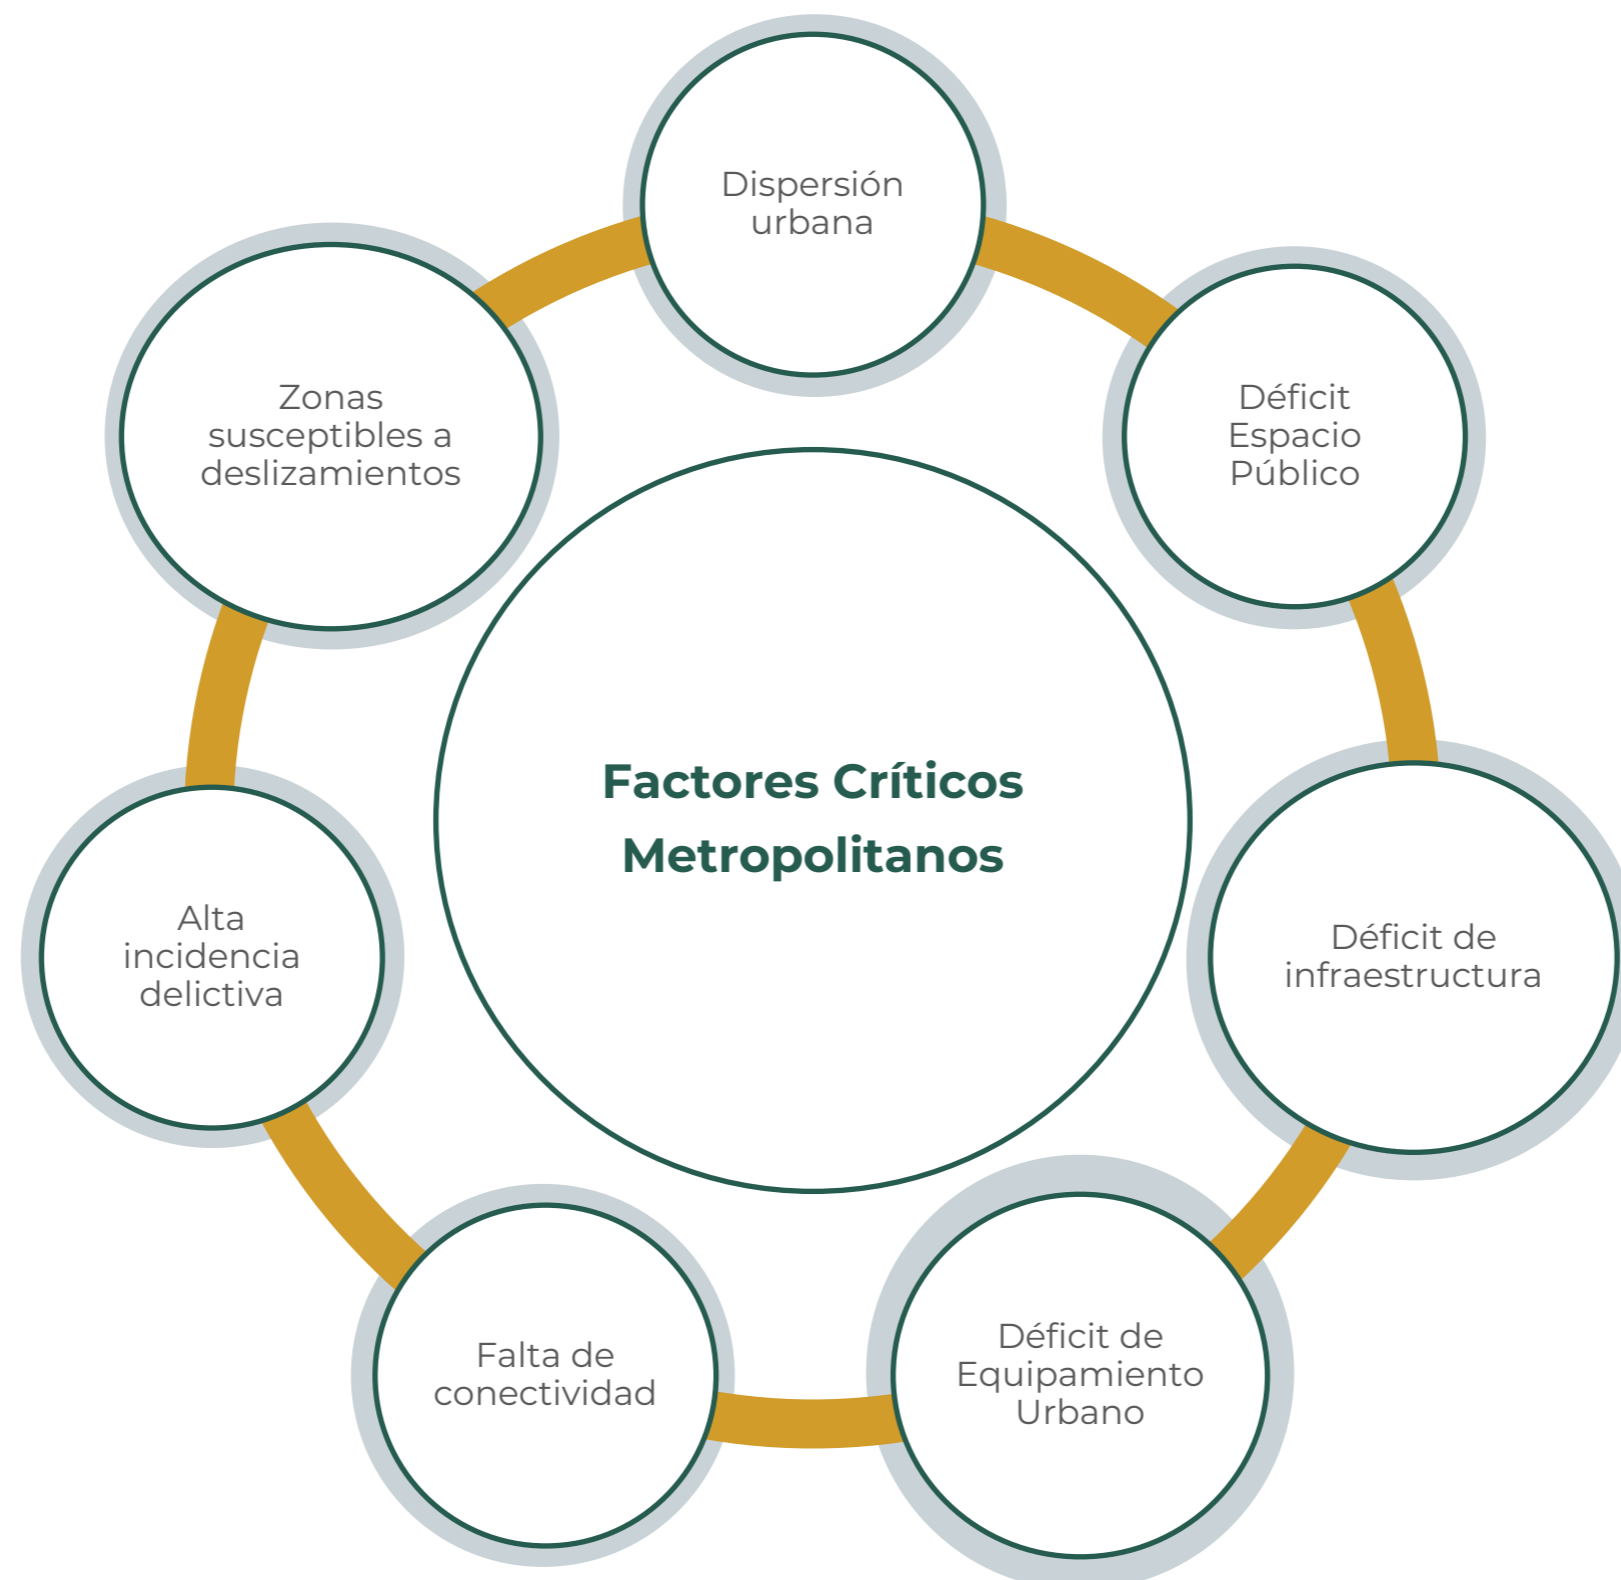 Dispersión
urbana
Déficit
Espacio
Público
Déficit de
infraestructura
Déficit de
Equipamiento
Urbano
Falta de
conectividad
Alta
incidencia
delictiva
Zonas
susceptibles a
deslizamientos
Factores Críticos
Metropolitanos